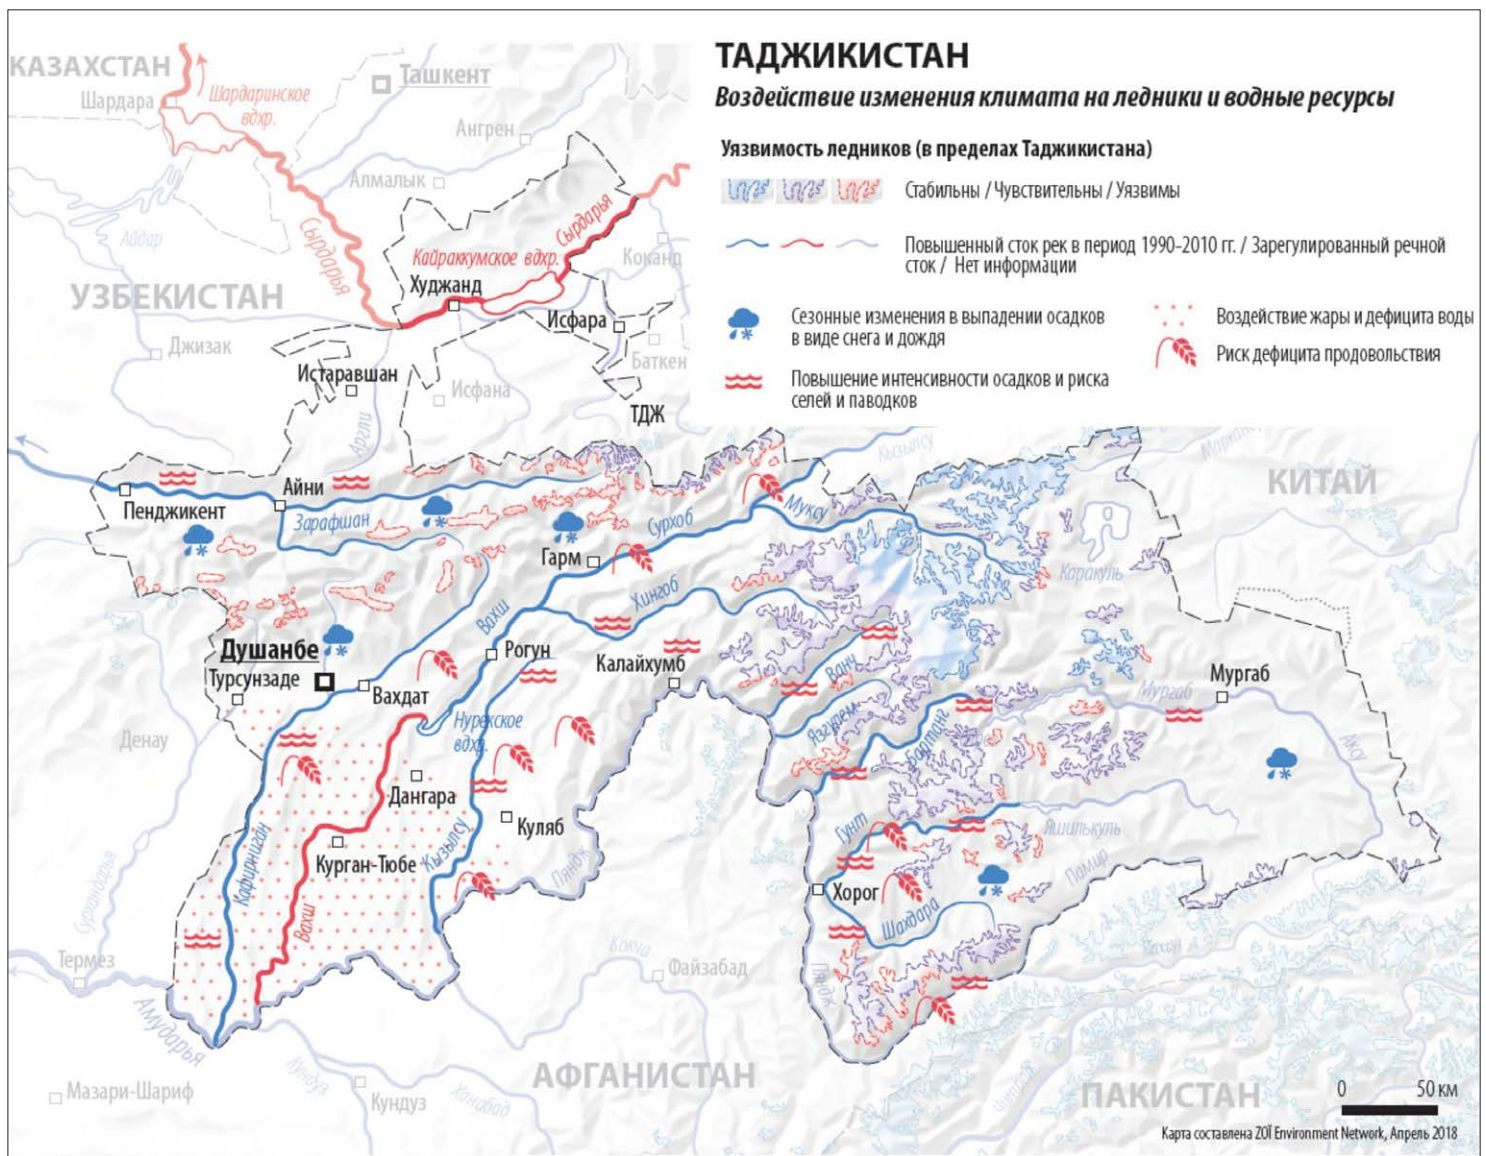 ТАДЖИКИСТАН
Воздействие изменения климата на ледники и водные ресурсы
Уязвимость ледников (в пределах Таджикистана)
Стабильны / Чувствительны / Уязвимы
Повышенный сток рек в период 1990-2010 гг. / Зарегулированный речной
сток / Нет информации
Сезонные изменения в выпадении осадков
в виде снега и дождя
Повышение интенсивности осадков и риска
селей и паводков
Воздействие жары и дефицита воды
Риск дефицита продовольствия
КАЗАХСТАН
Ташкент
Шардара
Шардаринское
вдхр.
Ангрен
Алмалык
Сырдарья
Сырдарья
Айдар
Кайраккумское вдхр.
Коканд
Худжанд
УЗБЕКИСТАН
Исфара
Джизак
Баткен
Истаравшан
Исфана
ТДЖ
Аргли
Кызылсу
КИТАЙ
Айни
Пенджикент
Зарафшан
Муксу
Сурхоб
Гарм
Каракуль
Хингоб
Вахш
Душанбе
Рогун
Калайхумб
Турсунзаде
Ванч
Мургаб
Мургаб
Вахдат
Нурекское
вдхр.
Язгулем
Бартанг
Аксу
Денау
Дангара
Куляб
Гунт
Яшилькуль
Кафирниган
Курган-Тюбе
Кызылсу
Пяндж
Памир
Сурхандарья
Хорог
Вахш
Шахдара
Кокча
Термез
Файзабад
Пяндж
Амударья
АФГАНИСТАН
ПАКИСТАН
Мазари-Шариф
Кундуз
Кундуз
Ханабад
0
50 км
Карта составлена ZOÏ Environment Network, Апрель 2018